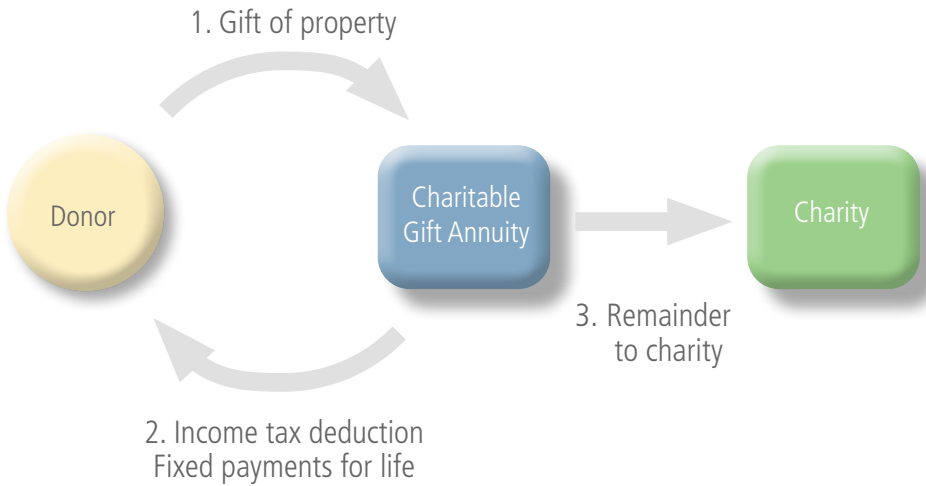 1. Gift of property
Donor
Charitable
Gift Annuity
Charity
3. Remainder
to charity
2. Income tax deduction
Fixed payments for life